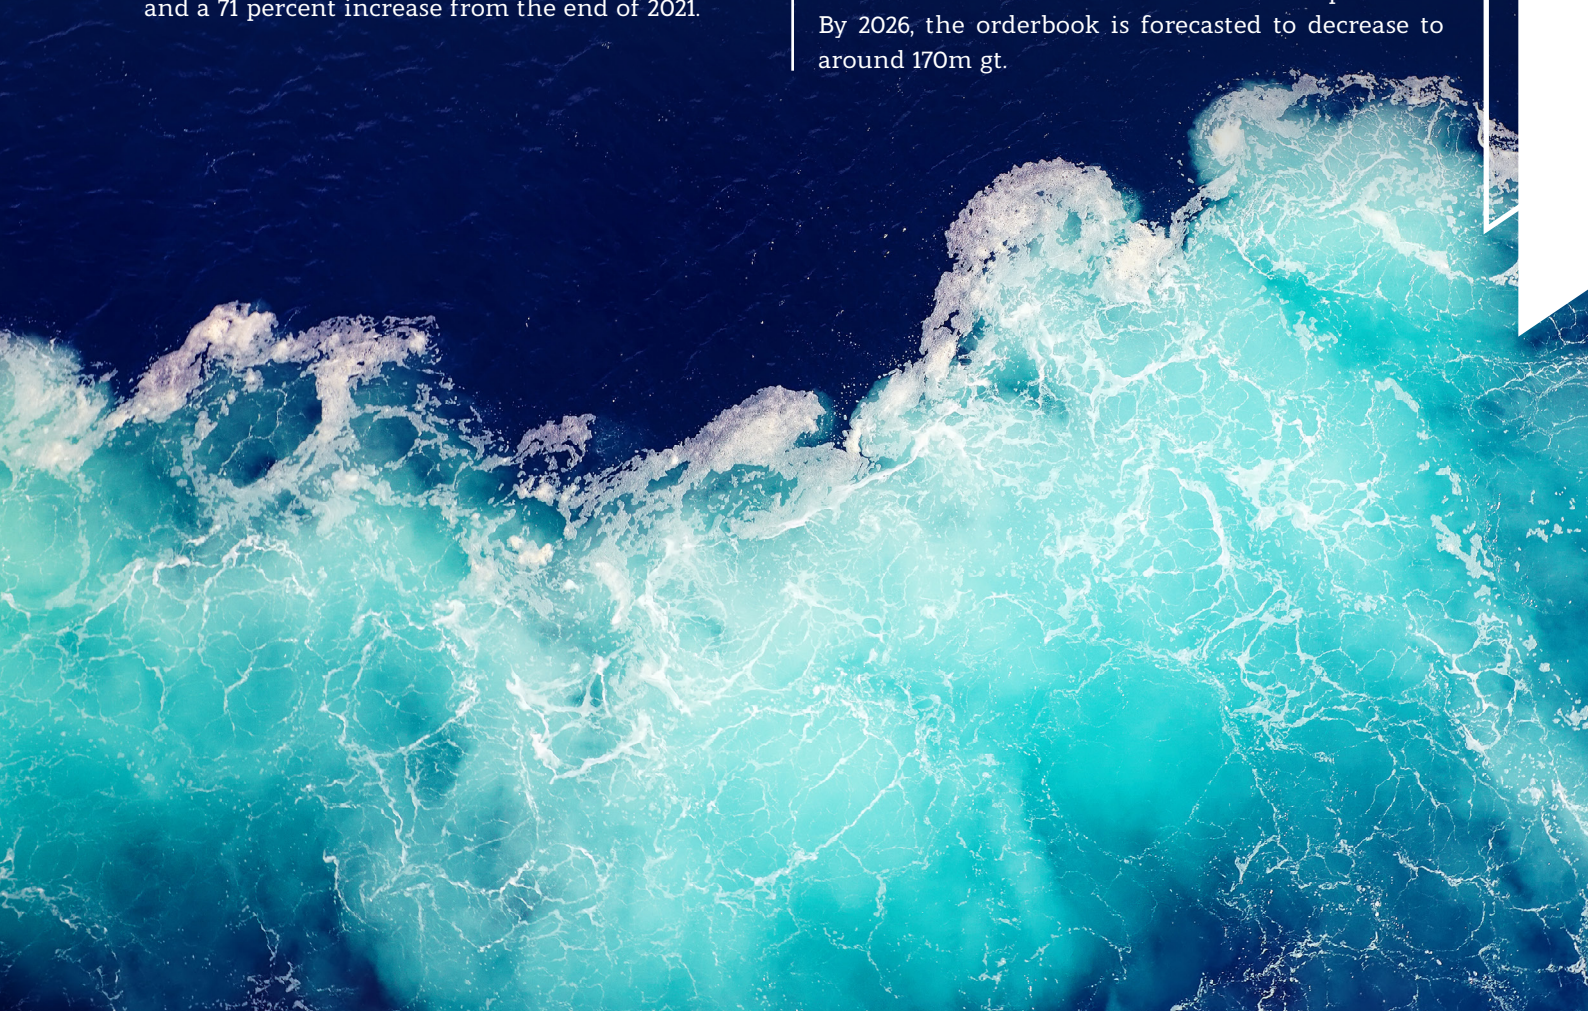 and a 71 percent increase from the end of 2021.
By 2026, the orderbook is forecasted to decrease to
around 170m gt.